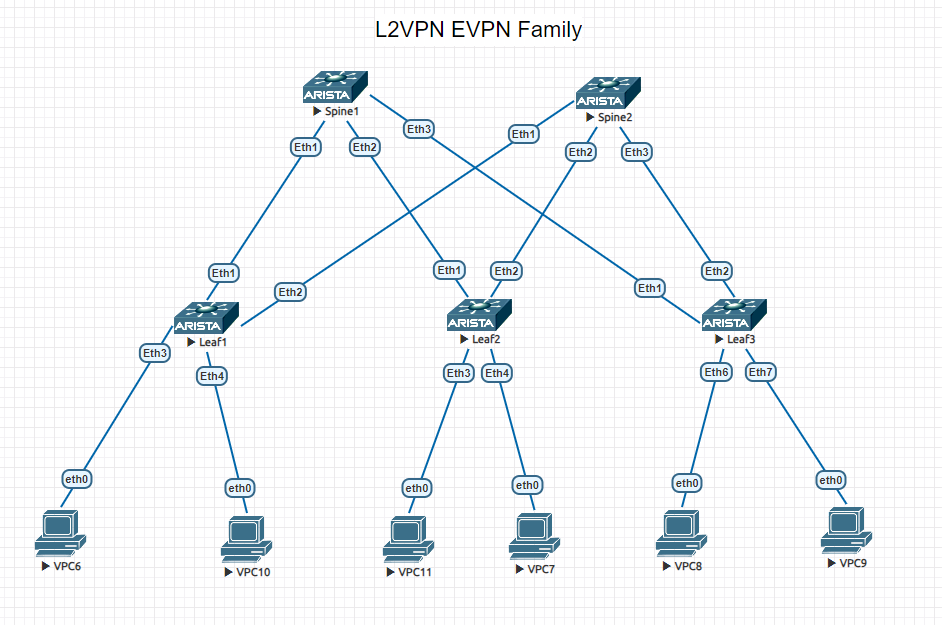 L2VPN EVPN Family
ARISTA
ARISTA
Spine1
Spine2
Eth3
Eth1
Eth1
Eth2
Eth2
Eth3
Eth1
Eth1
Eth2
Eth2
Eth2
Eth1
ARISTA
ARISTA
ARISTA
Leaf1
Leaf2
Leaf3
Eth3
Eth4
Eth3
Eth4
Eth6
Eth7
eth0
eth0
eth0
eth0
eth0
eth0
VPC6
VPC10
VPC11
VPC7
VPC8
VPC9